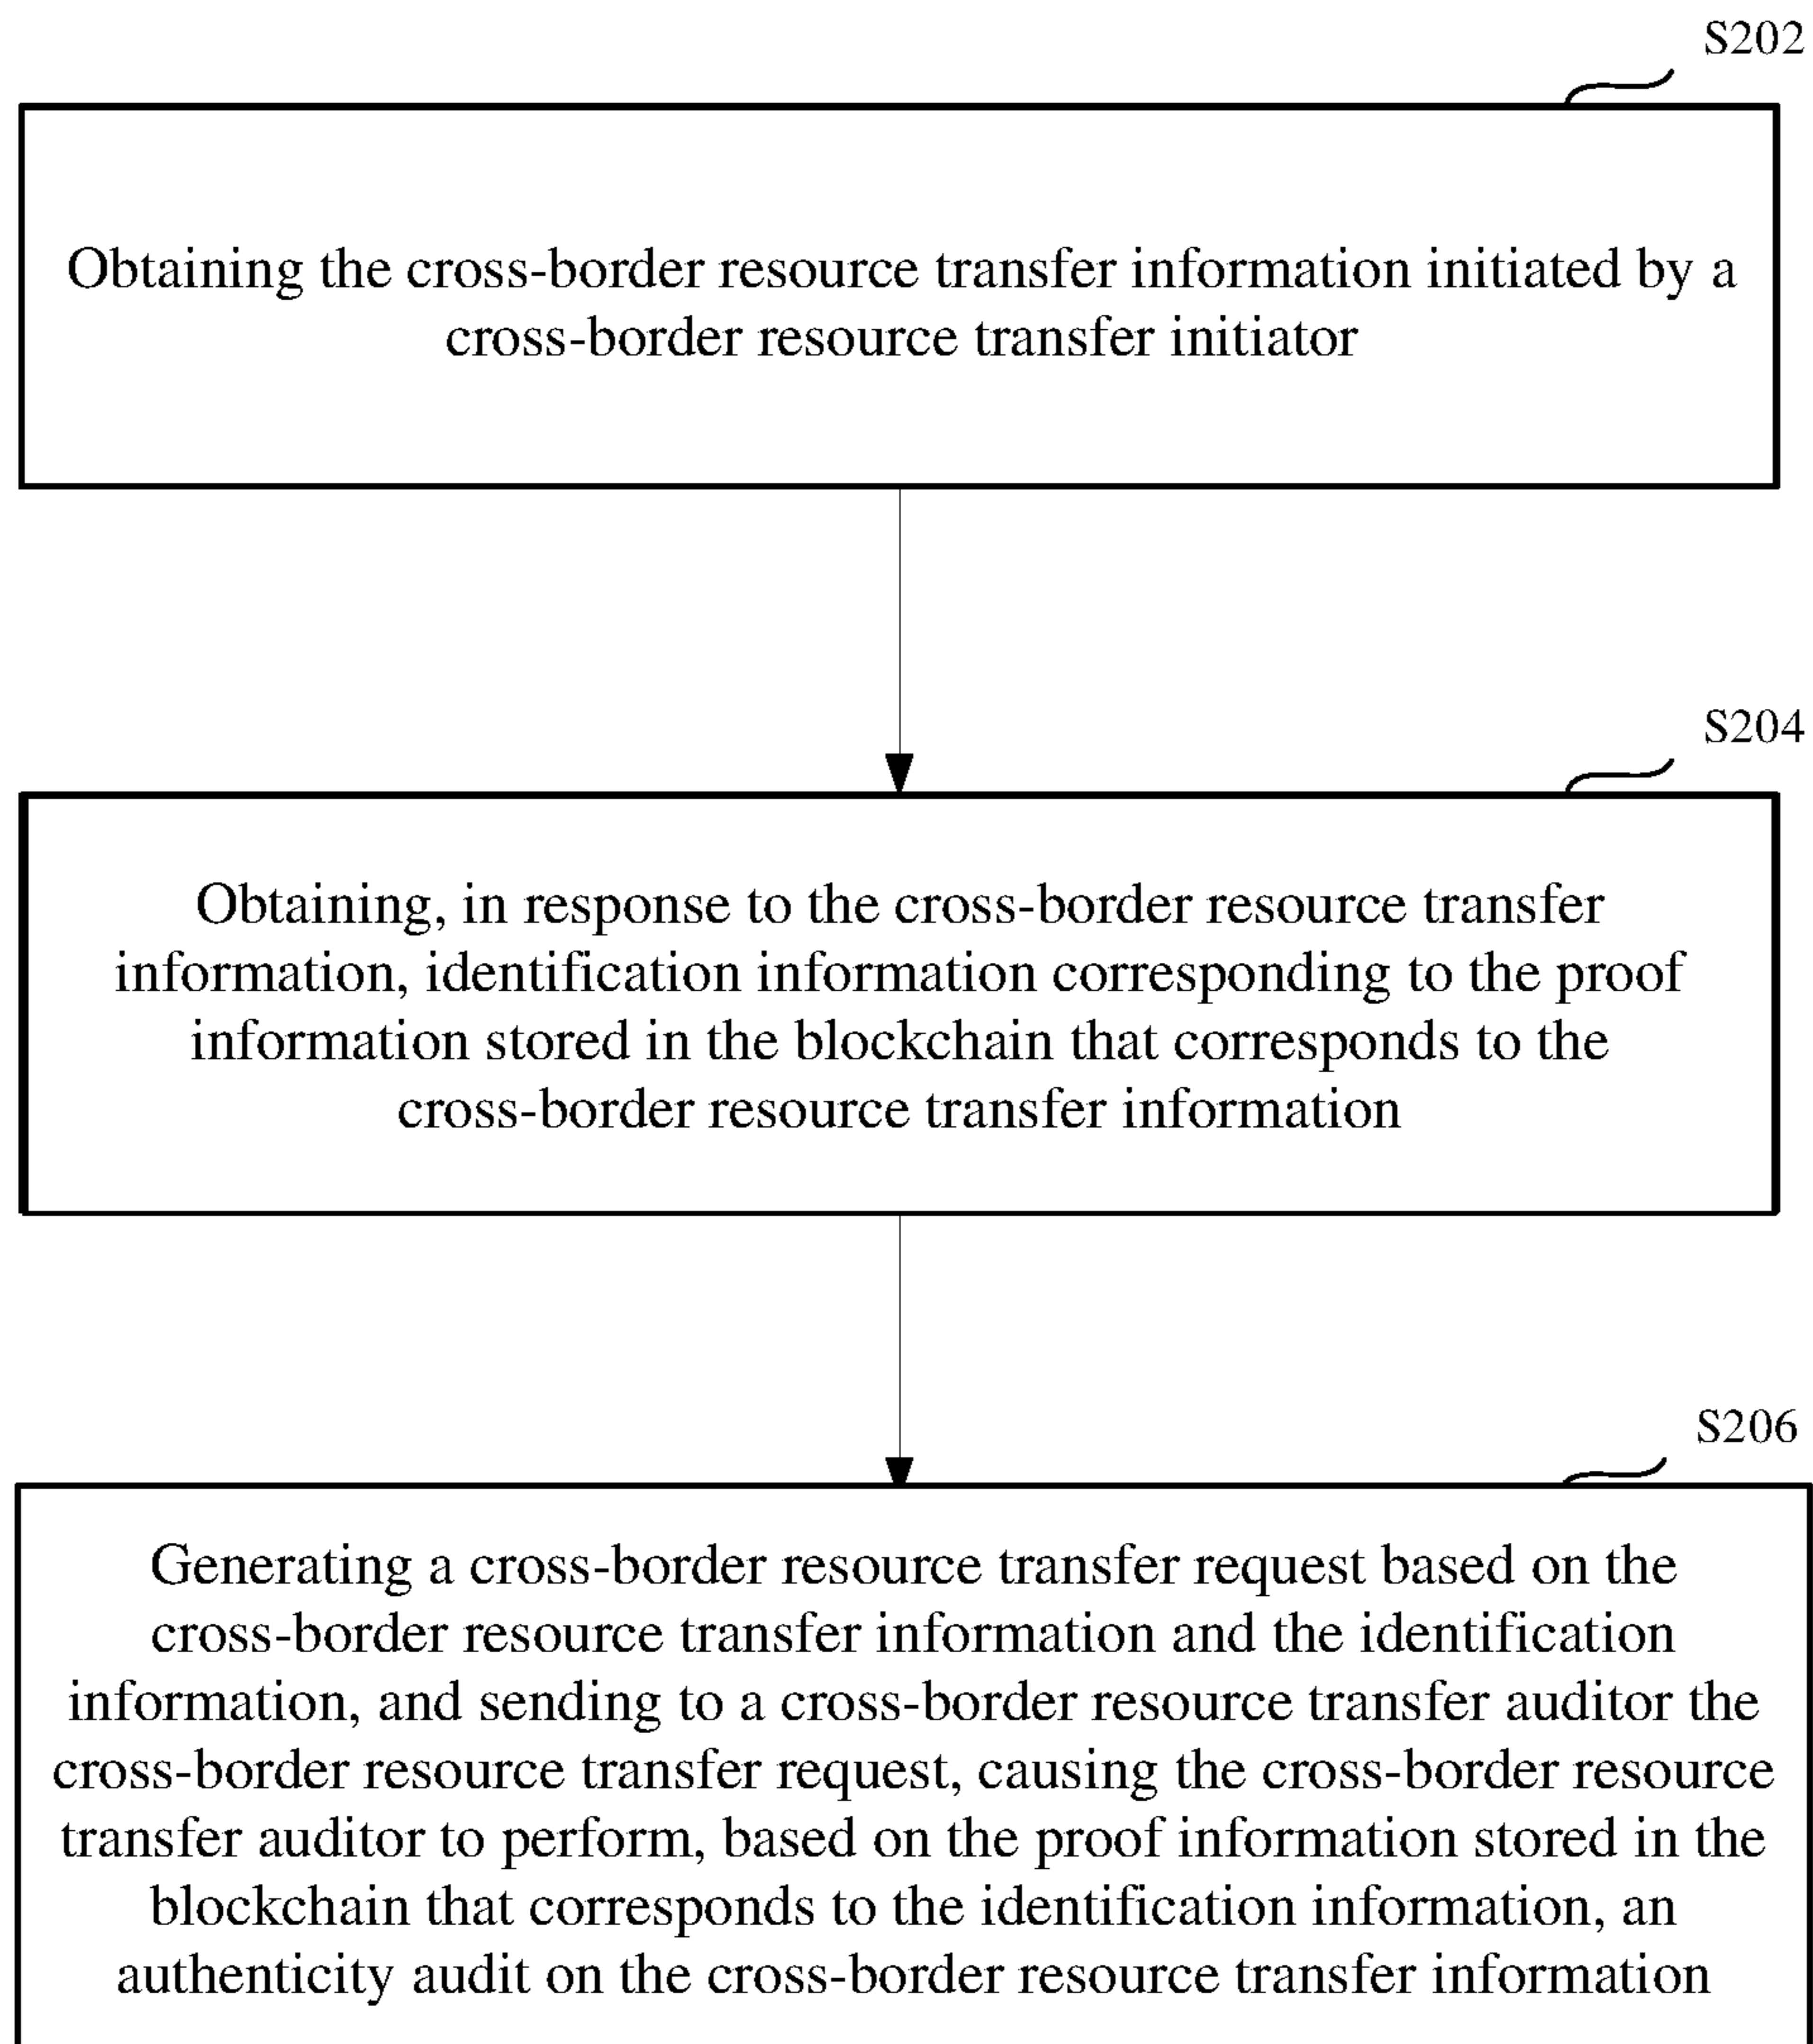 S202
Obtaining the cross-border resource transfer information initiated by a
cross-border resource transfer initiator
S204
Obtaining, in response to the cross-border resource transfer
information, identification information corresponding to the proof
information stored in the blockchain that corresponds to the
cross-border resource transfer information
S206
Generating a cross-border resource transfer request based on the
cross-border resource transfer information and the identification
information, and sending to a cross-border resource transfer auditor the
cross-border resource transfer request, causing the cross-border resource
transfer auditor to perform, based on the proof information stored in the
blockchain that corresponds to the identification information, an
authenticity audit on the cross-border resource transfer information